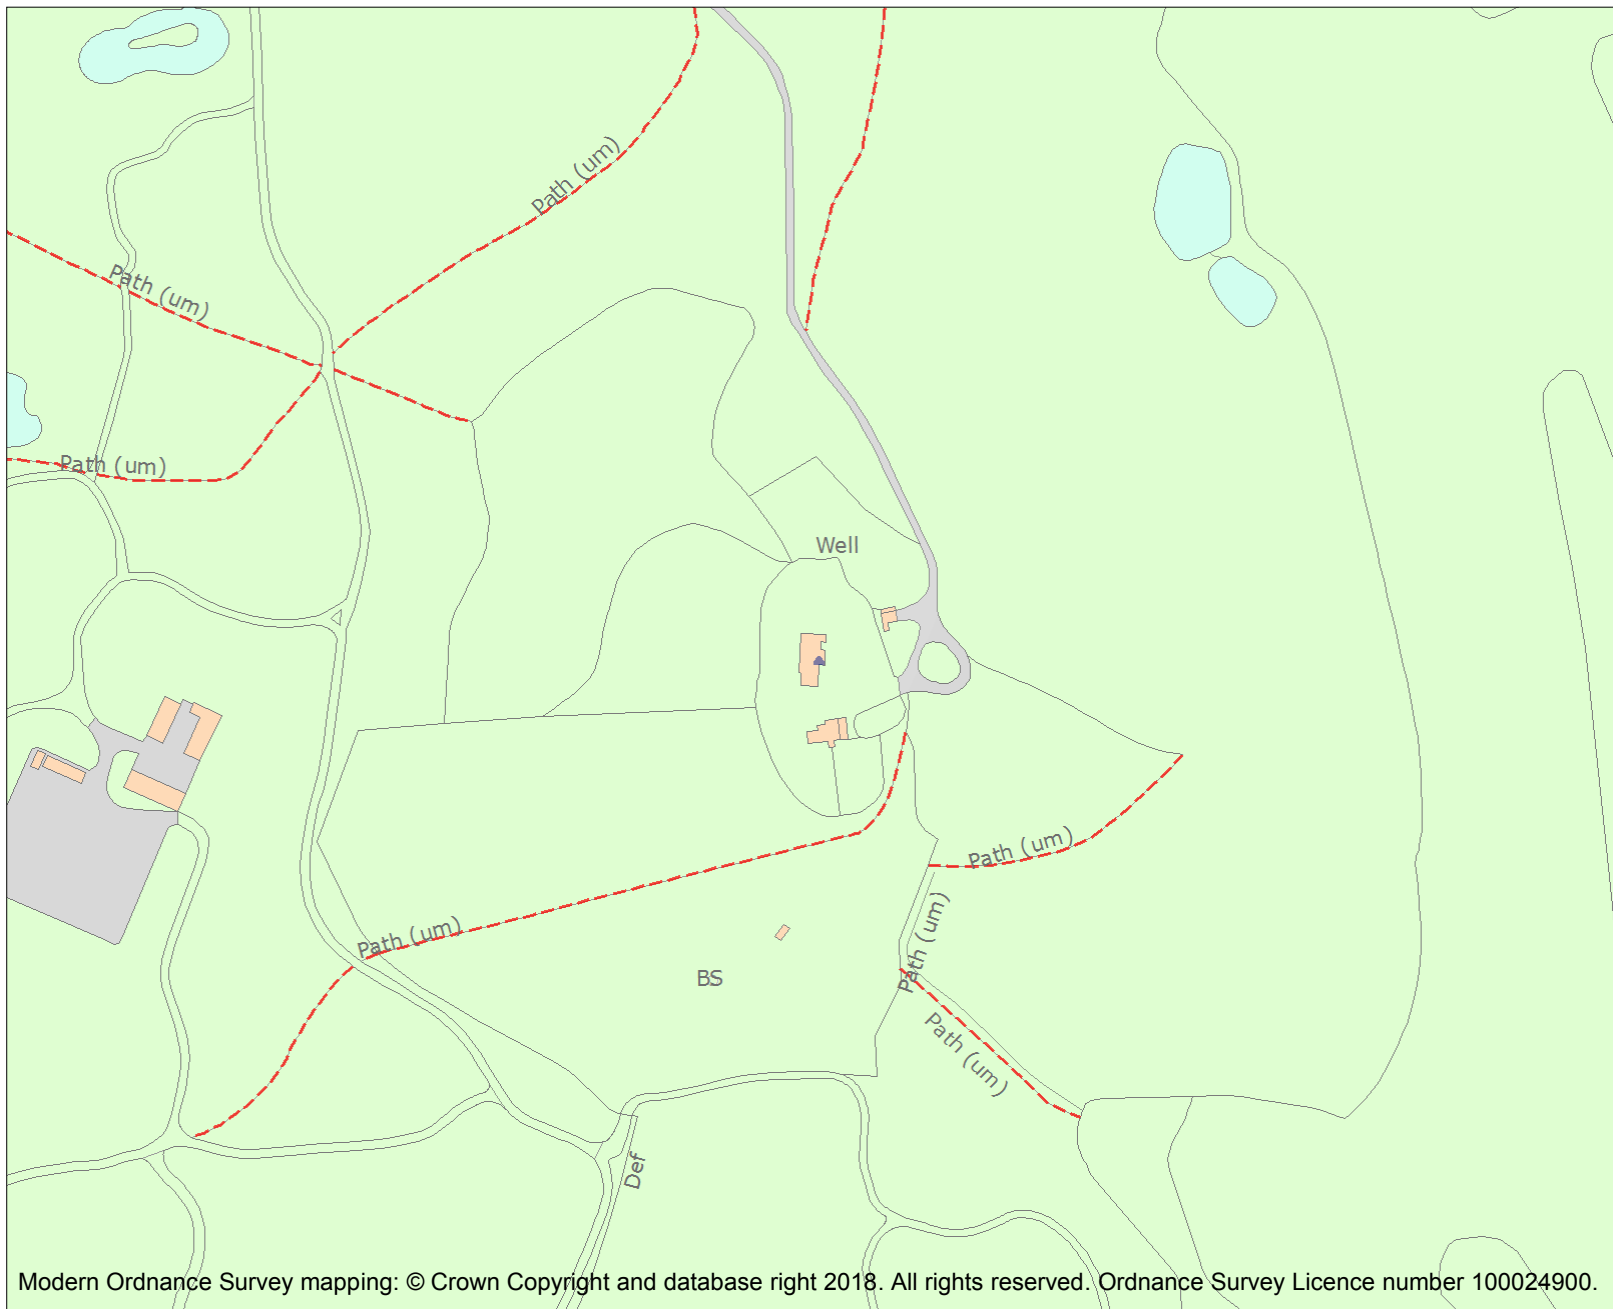 Path (um)
Path (um)
Path (um)
Well
Path (um)
Path (um)
Path (um)
BS
Path (um)
Def
Modern Ordnance Survey mapping: © Crown Copyright and database right 2018. All rights reserved. Ordnance Survey Licence number 100024900.